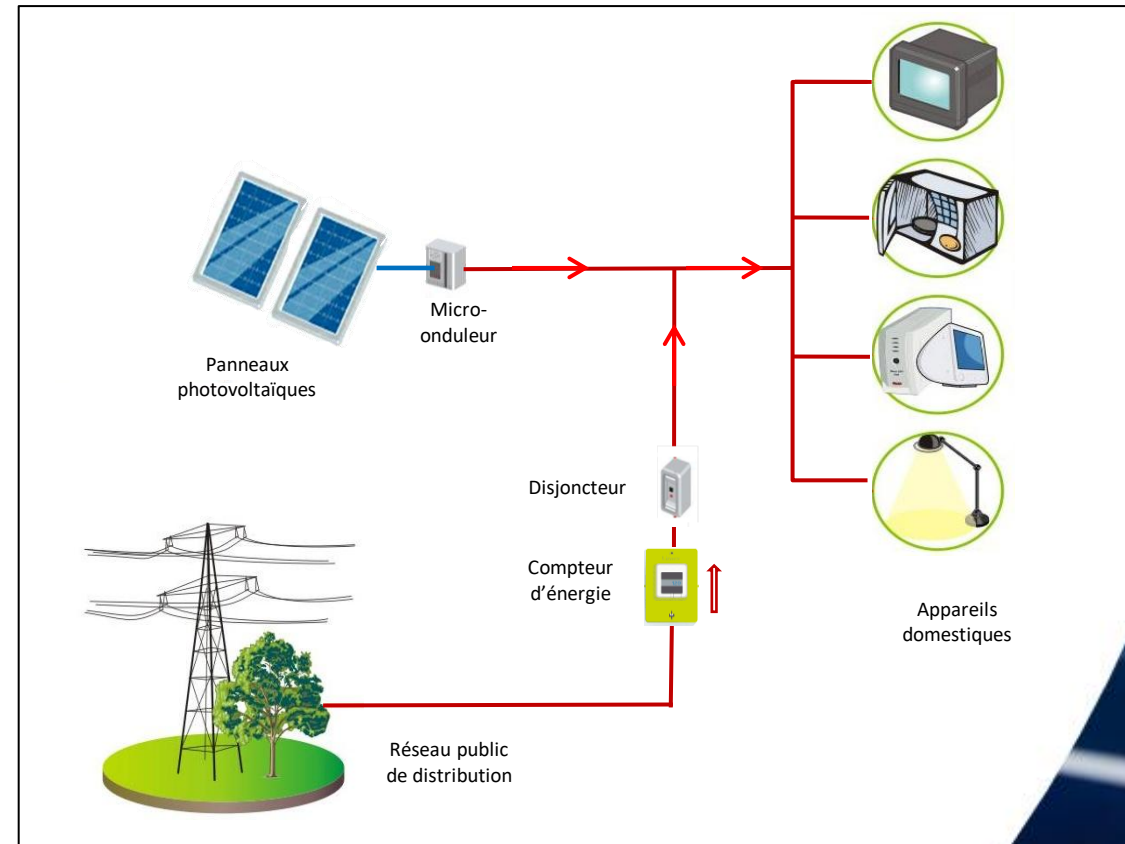 Micro-
onduleur
Panneaux
photovoltaïques
Disjoncteur
Compteur
d’énergie
Appareils
domestiques
Réseau public
de distribution